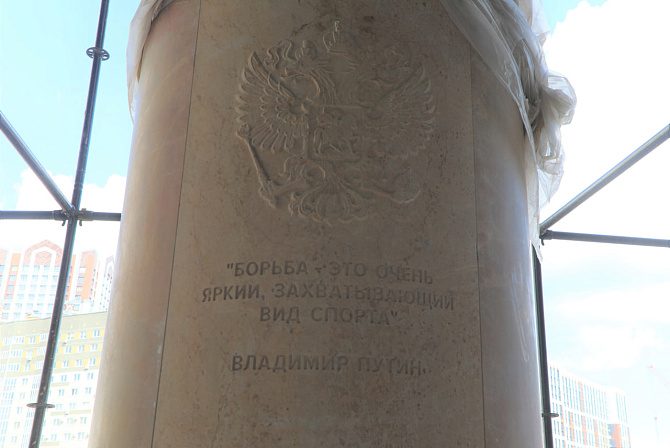 "БОРЬБА - ЭТО ОЧЕНЬ
ЯРКИЙ, ЗАХВАТЫВАЮЩИЙ
ВИД СПОРТА"
ВЛАДИМИР ПУТИН